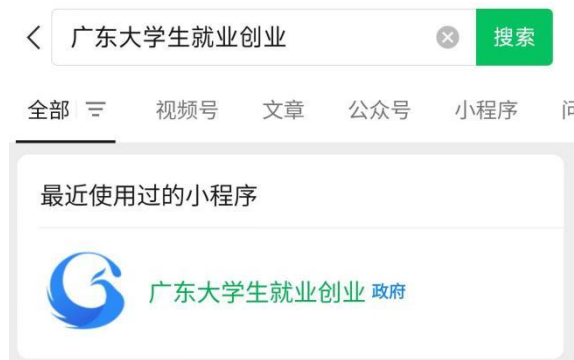 广东大学生就业创业 搜索
全部 视频号 文章 公众号 小程序
最近使用过的小程序
广东大学生就业创业 政府